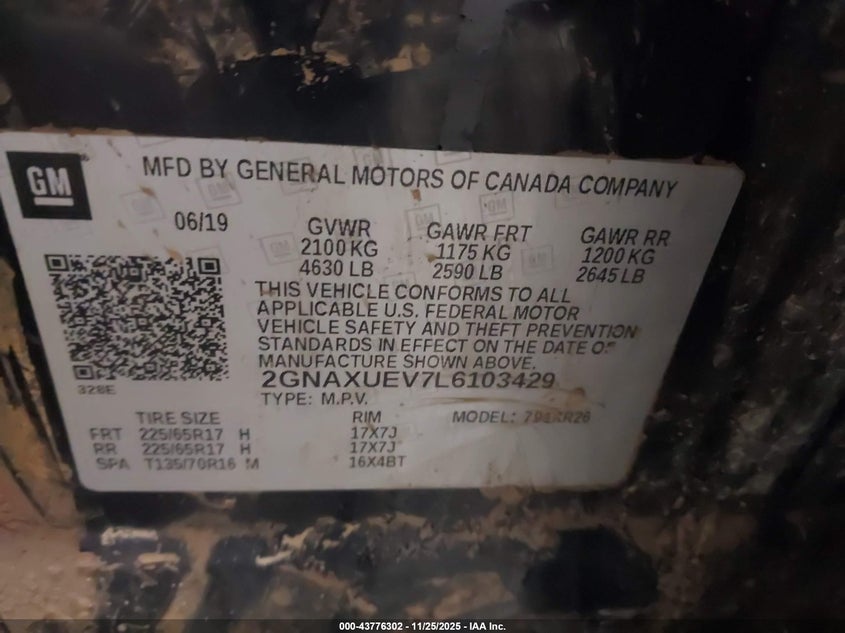 GM
MFD BY GENERAL MOTORS OF CANADA COMPANY
06/19 GVWR GAWR FRT GAWR RR
2100 KG 1175 KG 1200 KG
4630 LB 2590 LB 2645 LB
THIS VEHICLE CONFORMS TO ALL
APPLICABLE U.S. FEDERAL MOTOR
VEHICLE SAFETY AND THEFT PREVENTION
STANDARDS IN EFFECT ON THE DATE OF
MANUFACTURE SHOWN ABOVE.
328E 2GNAXUEV7L6103429
TYPE: M.P.V.
TIRE SIZE RIM MODEL:
FRT 225/65R17 H 17X7J
RR 225/65R17 H 17X7J
SPA T135/70R16 M 16X4BT
000-43776302 - 11/25/2025 - IAA Inc.